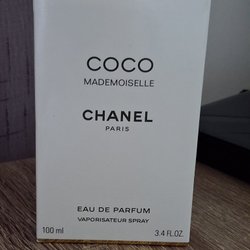 COCO
MADEMOISELLE
CHANEL
PARIS
EAU DE PARFUM
VAPORISATEUR SPRAY
100 ml 3.4 FL.OZ.